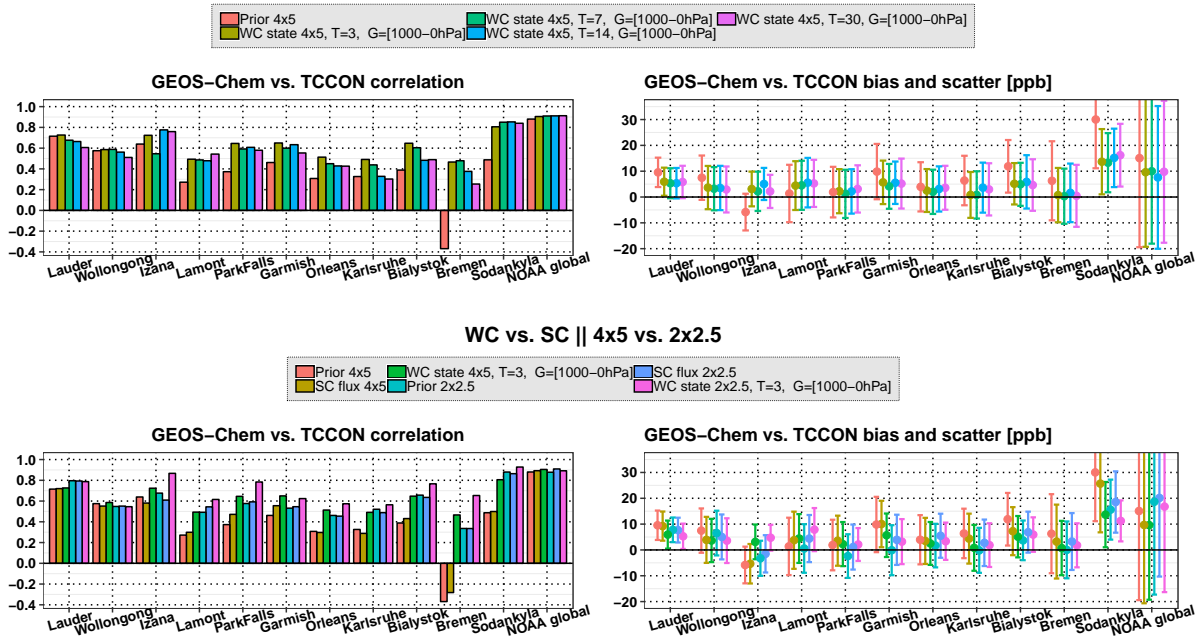 Prior 4x5
WC state 4x5, T=3, G=[1000−0hPa]
WC state 4x5, T=7, G=[1000−0hPa]
WC state 4x5, T=14, G=[1000−0hPa]
WC state 4x5, T=30, G=[1000−0hPa]
GEOS−Chem vs. TCCON correlation
1.0
0.8
0.6
0.4
0.2
0.0
−0.2
−0.4
Lauder
Wollongong
Izana
Lamont
ParkFalls
Garmish
Orleans
Karlsruhe
Bialystok
Bremen
Sodankyla
NOAA global
GEOS−Chem vs. TCCON bias and scatter [ppb]
30
20
10
0
−10
−20
Lauder
Wollongong
Izana
Lamont
ParkFalls
Garmish
Orleans
Karlsruhe
Bialystok
Bremen
Sodankyla
NOAA global
WC vs. SC || 4x5 vs. 2x2.5
Prior 4x5
SC flux 4x5
WC state 4x5, T=3, G=[1000−0hPa]
Prior 2x2.5
SC flux 2x2.5
WC state 2x2.5, T=3, G=[1000−0hPa]
GEOS−Chem vs. TCCON correlation
1.0
0.8
0.6
0.4
0.2
0.0
−0.2
−0.4
Lauder
Wollongong
Izana
Lamont
ParkFalls
Garmish
Orleans
Karlsruhe
Bialystok
Bremen
Sodankyla
NOAA global
GEOS−Chem vs. TCCON bias and scatter [ppb]
30
20
10
0
−10
−20
Lauder
Wollongong
Izana
Lamont
ParkFalls
Garmish
Orleans
Karlsruhe
Bialystok
Bremen
Sodankyla
NOAA global